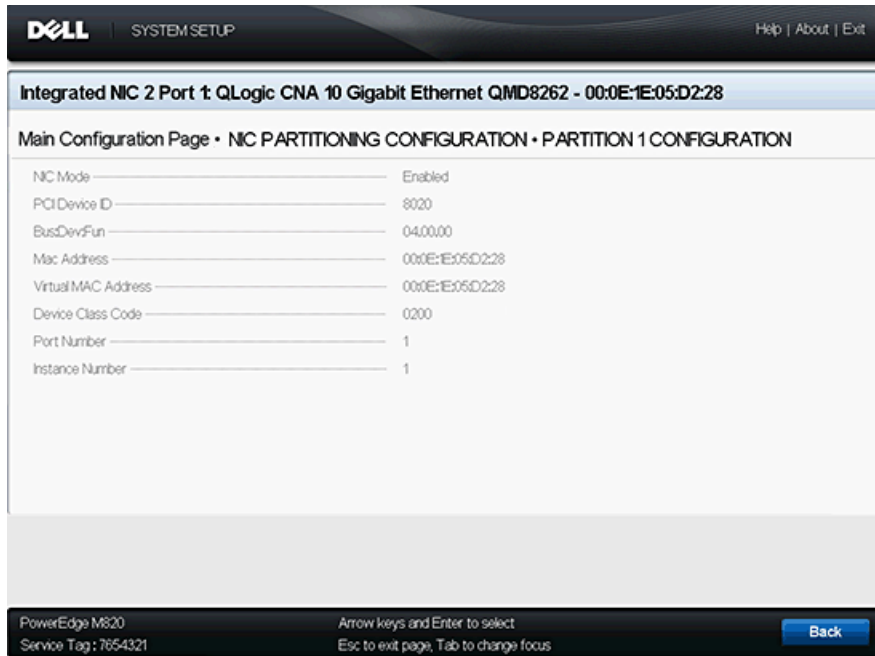 DELL SYSTEM SETUP Help | About | Exit
Integrated NIC 2 Port 1: QLogic CNA 10 Gigabit Ethernet QMD8262 - 00:0E:1E:05:D2:28
Main Configuration Page • NIC PARTITIONING CONFIGURATION • PARTITION 1 CONFIGURATION
NIC Mode Enabled
PCI Device ID 8020
Bus:Dev:Fun 04:00:00
Mac Address 00:0E:1E:05:D2:28
Virtual MAC Address 00:0E:1E:05:D2:28
Device Class Code 0200
Port Number 1
Instance Number 1
PowerEdge M820 Arrow keys and Enter to select
Service Tag : 7654321 Esc to exit page, Tab to change focus
Back